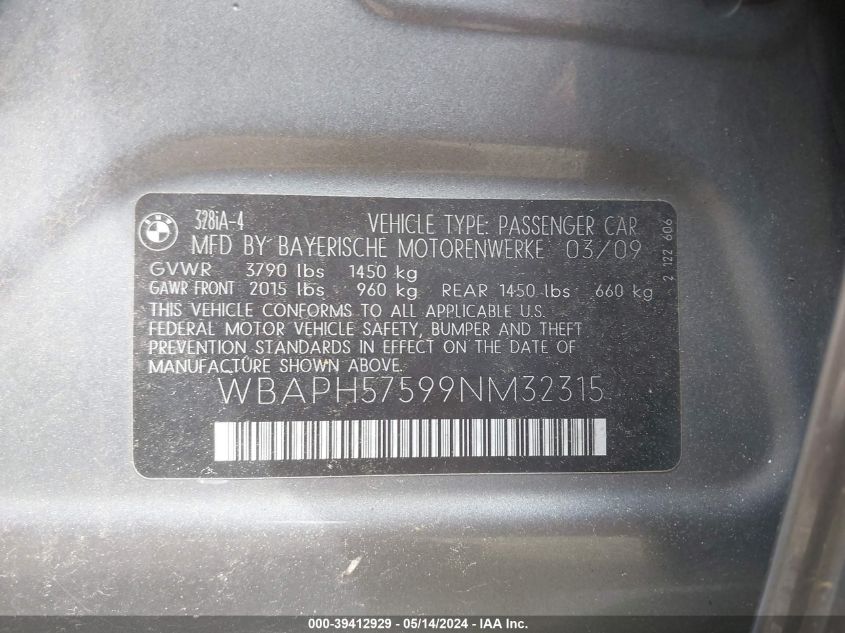 BMW
328iA-4 VEHICLE TYPE: PASSENGER CAR
MFD BY BAYERISCHE MOTORENWERKE 03/09
GVWR 3790 lbs 1450 kg
GAWR FRONT 2015 lbs 960 kg REAR 1450 lbs 660 kg
THIS VEHICLE CONFORMS TO ALL APPLICABLE U.S.
FEDERAL MOTOR VEHICLE SAFETY, BUMPER AND THEFT
PREVENTION STANDARDS IN EFFECT ON THE DATE OF
MANUFACTURE SHOWN ABOVE.
WBAPH57599NM32315
2 122 606
000-39412929 - 05/14/2024 - IAA Inc.